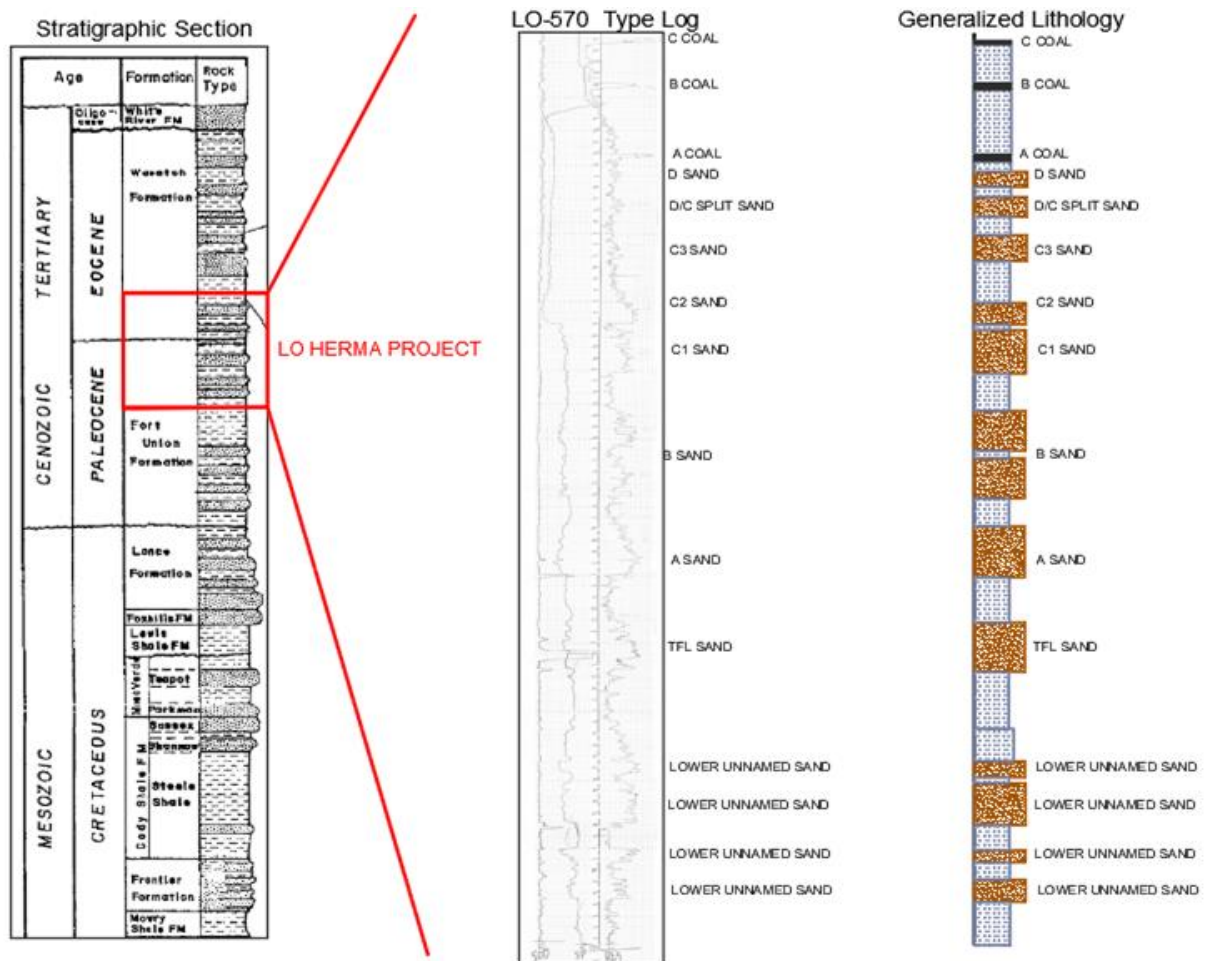 Stratigraphic Section
Age
Formation
Rock
Type
CENOZOIC
TERTIARY
Oligo-
cene
White
River FM
EOCENE
Wasatch
Formation
PALEOCENE
Fort
Union
Formation
MESOZOIC
CRETACEOUS
Lance
Formation
Foxhills FM
Lewis
Shale FM
MesaVerde
Teapot
Parkman
Cody Shale FM
Sussex
Shannon
Steele
Shale
Frontier
Formation
Mowry
Shale FM
LO HERMA PROJECT
LO-570 Type Log
C COAL
B COAL
A COAL
D SAND
D/C SPLIT SAND
C3 SAND
C2 SAND
C1 SAND
B SAND
A SAND
TFL SAND
LOWER UNNAMED SAND
LOWER UNNAMED SAND
LOWER UNNAMED SAND
LOWER UNNAMED SAND
Generalized Lithology
C COAL
B COAL
A COAL
D SAND
D/C SPLIT SAND
C3 SAND
C2 SAND
C1 SAND
B SAND
A SAND
TFL SAND
LOWER UNNAMED SAND
LOWER UNNAMED SAND
LOWER UNNAMED SAND
LOWER UNNAMED SAND